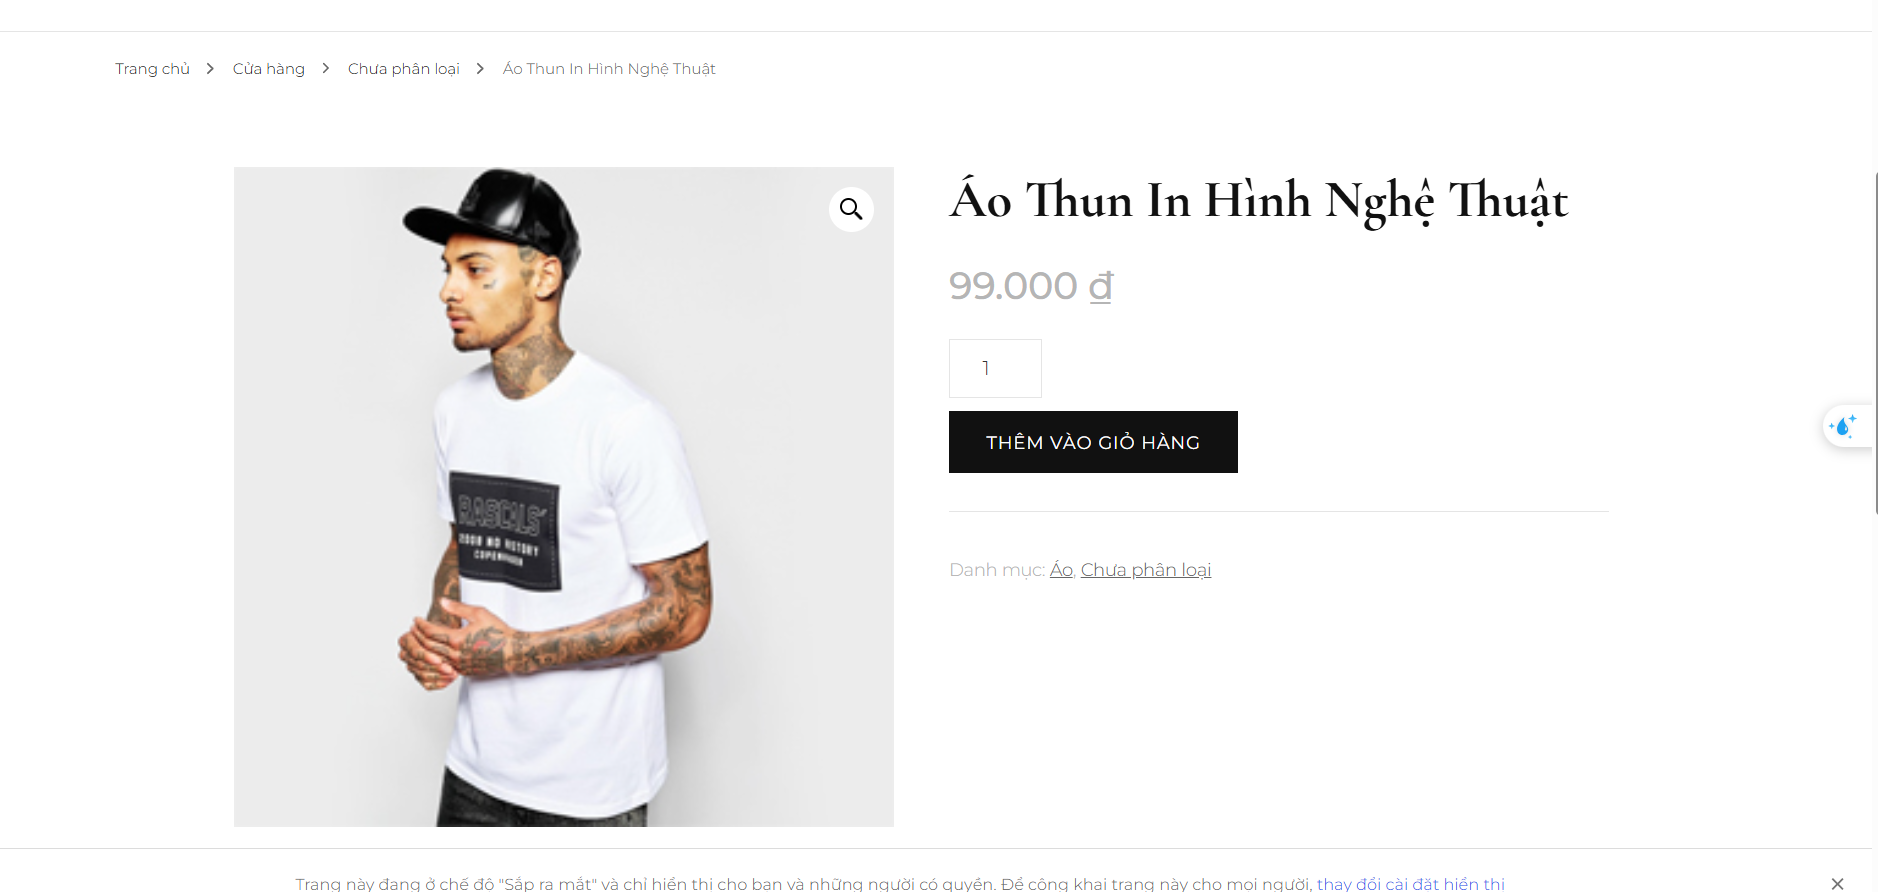 Trang chủ > Cửa hàng > Chưa phân loại > Áo Thun In Hình Nghệ Thuật
Áo Thun In Hình Nghệ Thuật
99.000 ₫
1
THÊM VÀO GIỎ HÀNG
Danh mục: Áo, Chưa phân loại
RASCALS
COPENHAGEN
Trang này đang ở chế độ "Sắp ra mắt" và chỉ hiển thị cho bạn và những người có quyền. Để công khai trang này cho mọi người, thay đổi cài đặt hiển thị